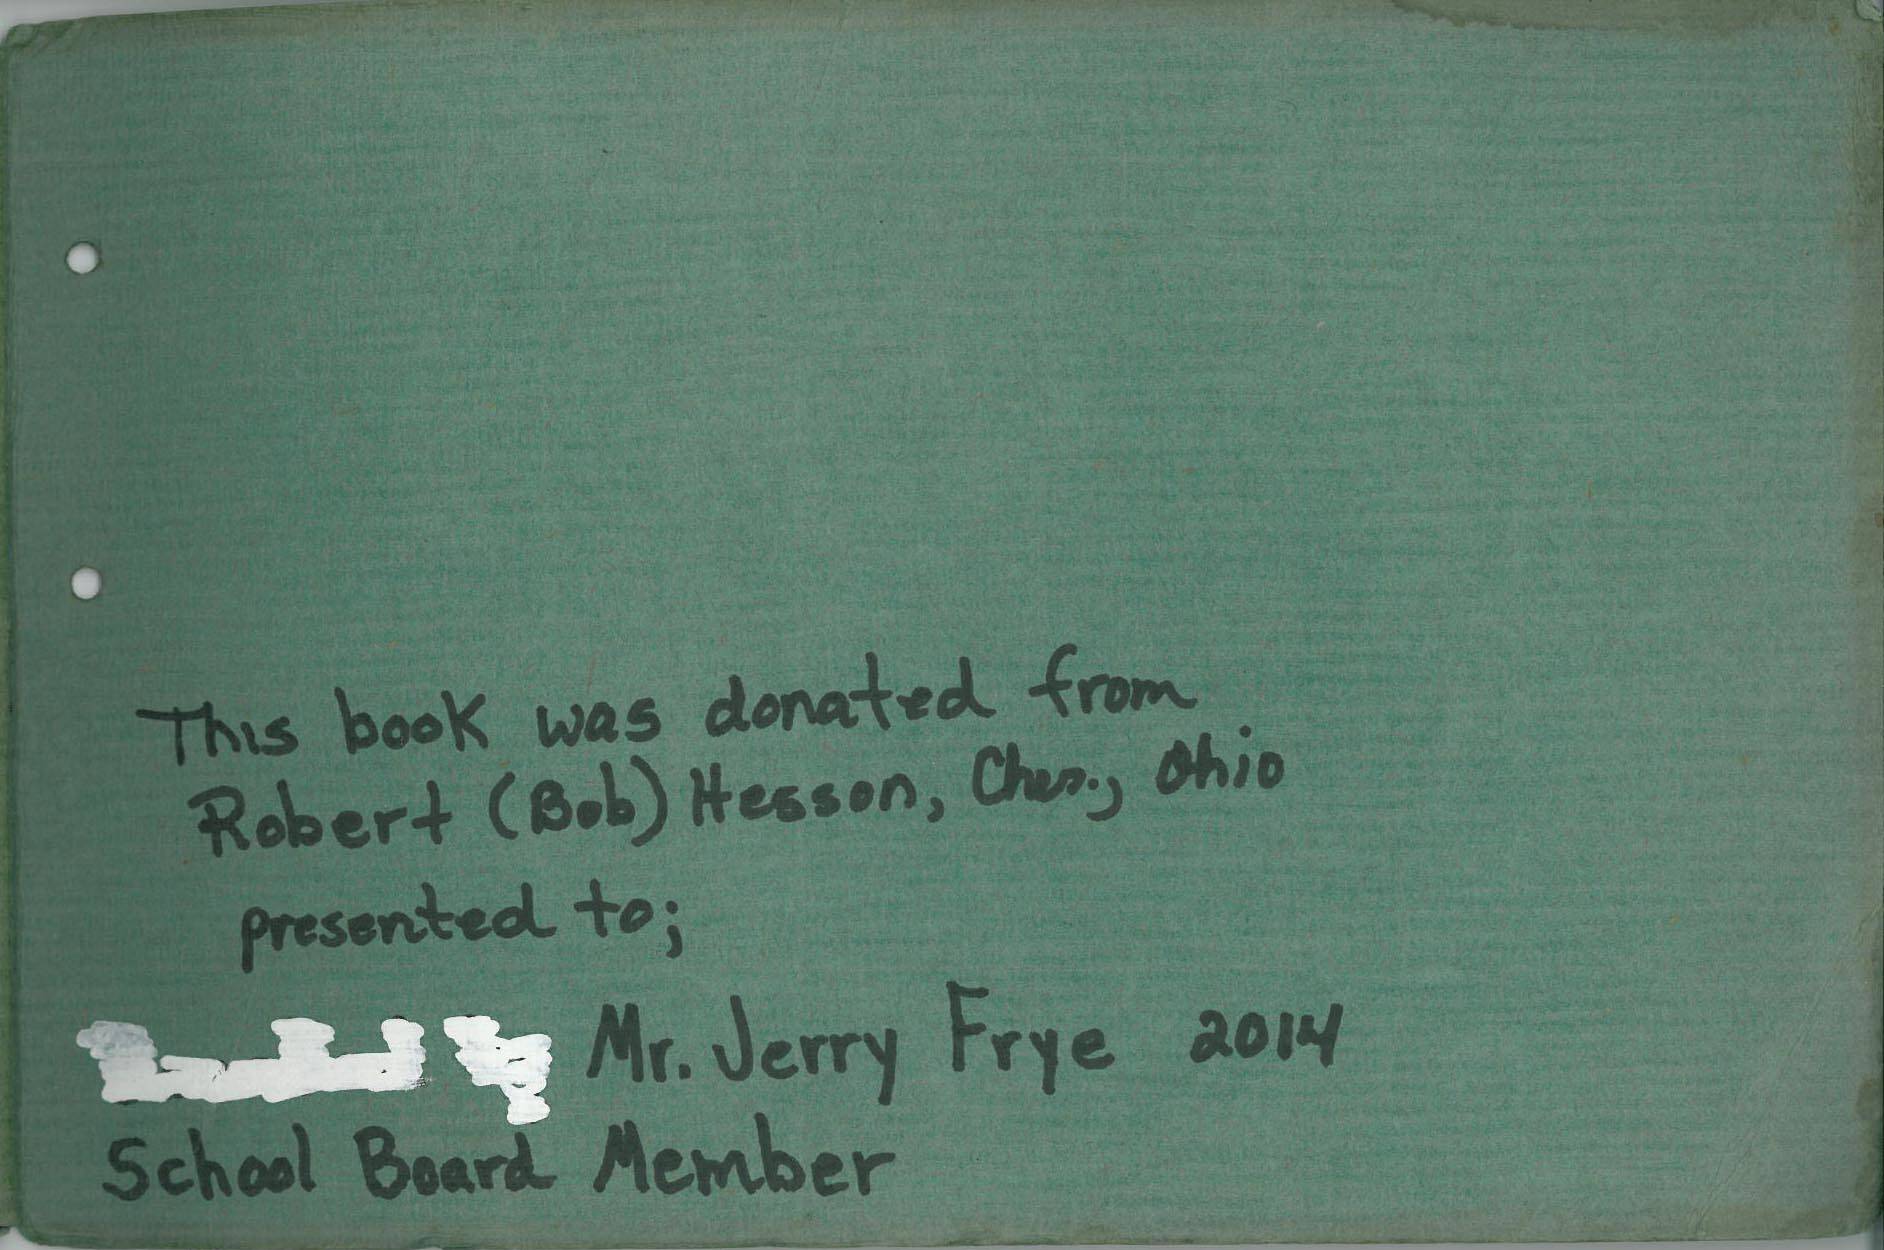 This book was donated from
Robert (Bob) Hesson, Ches., Ohio
presented to;
Mr. Jerry Frye 2014
School Board Member